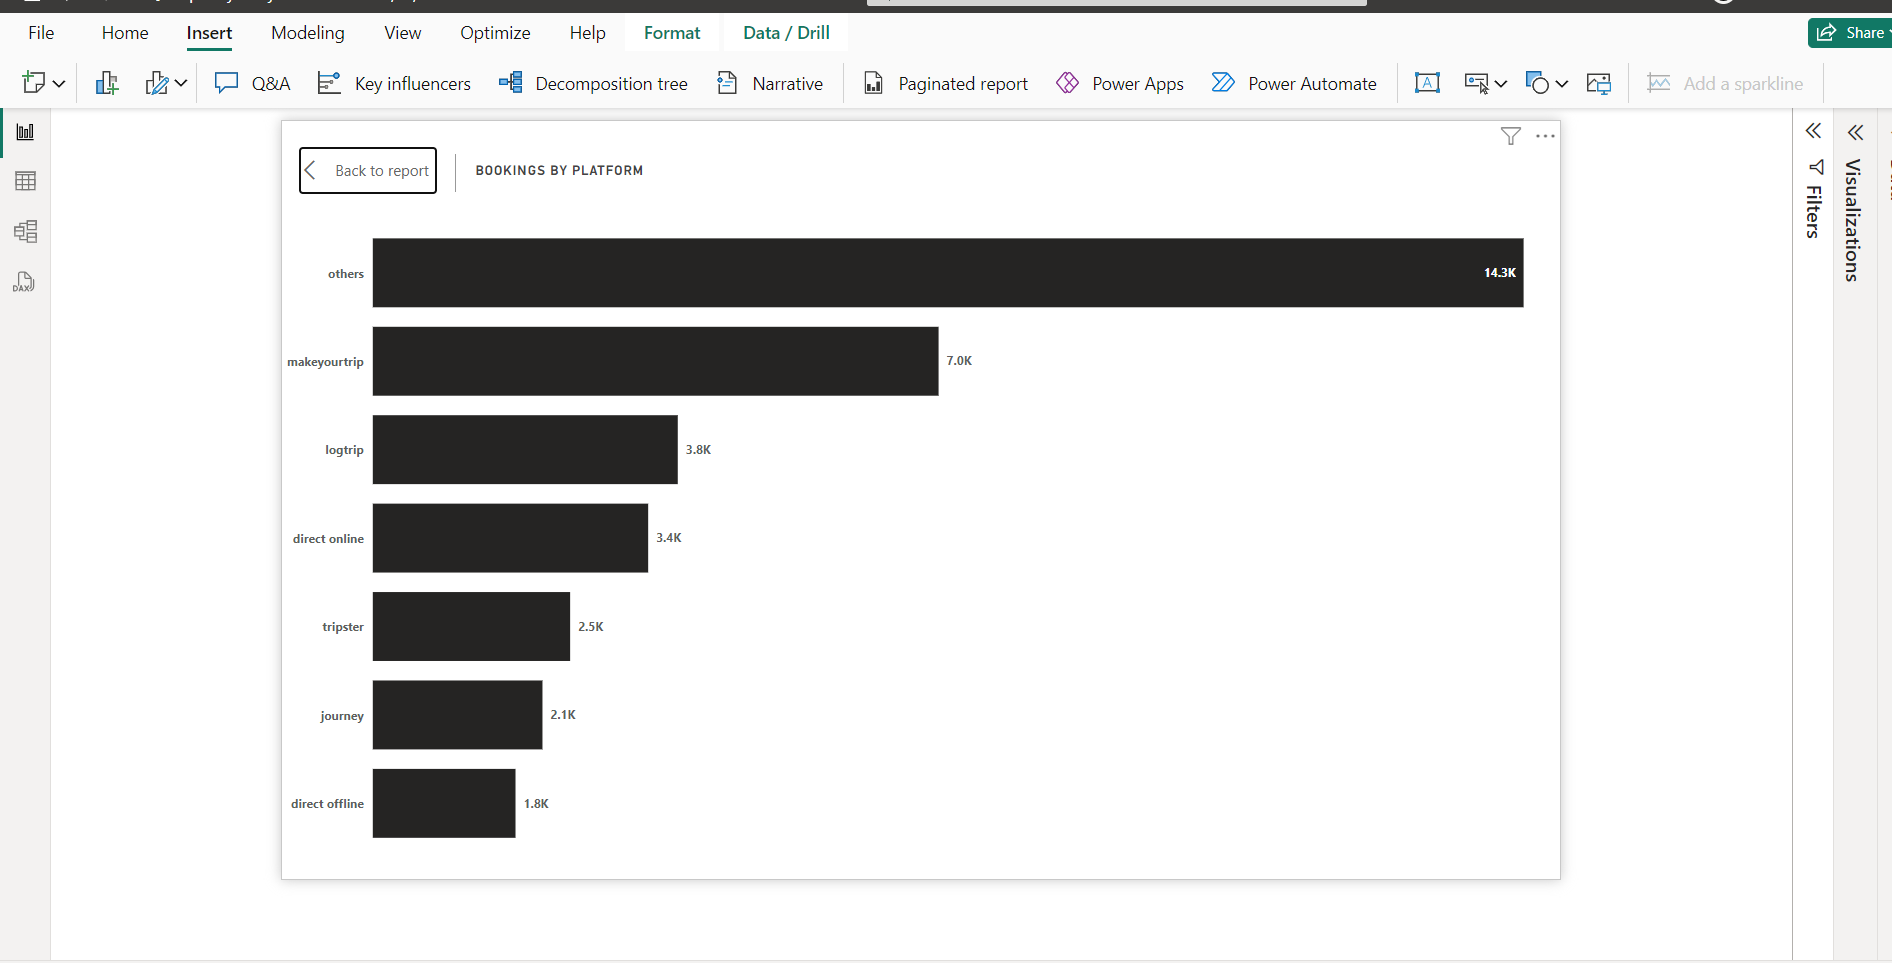 File Home Insert Modeling View Optimize Help Format Data / Drill Share
Q&A Key influencers Decomposition tree Narrative Paginated report Power Apps Power Automate A Add a sparkline
DAX
Back to report BOOKINGS BY PLATFORM
others 14.3K
makeyourtrip 7.0K
logtrip 3.8K
direct online 3.4K
tripster 2.5K
journey 2.1K
direct offline 1.8K
Filters
Visualizations